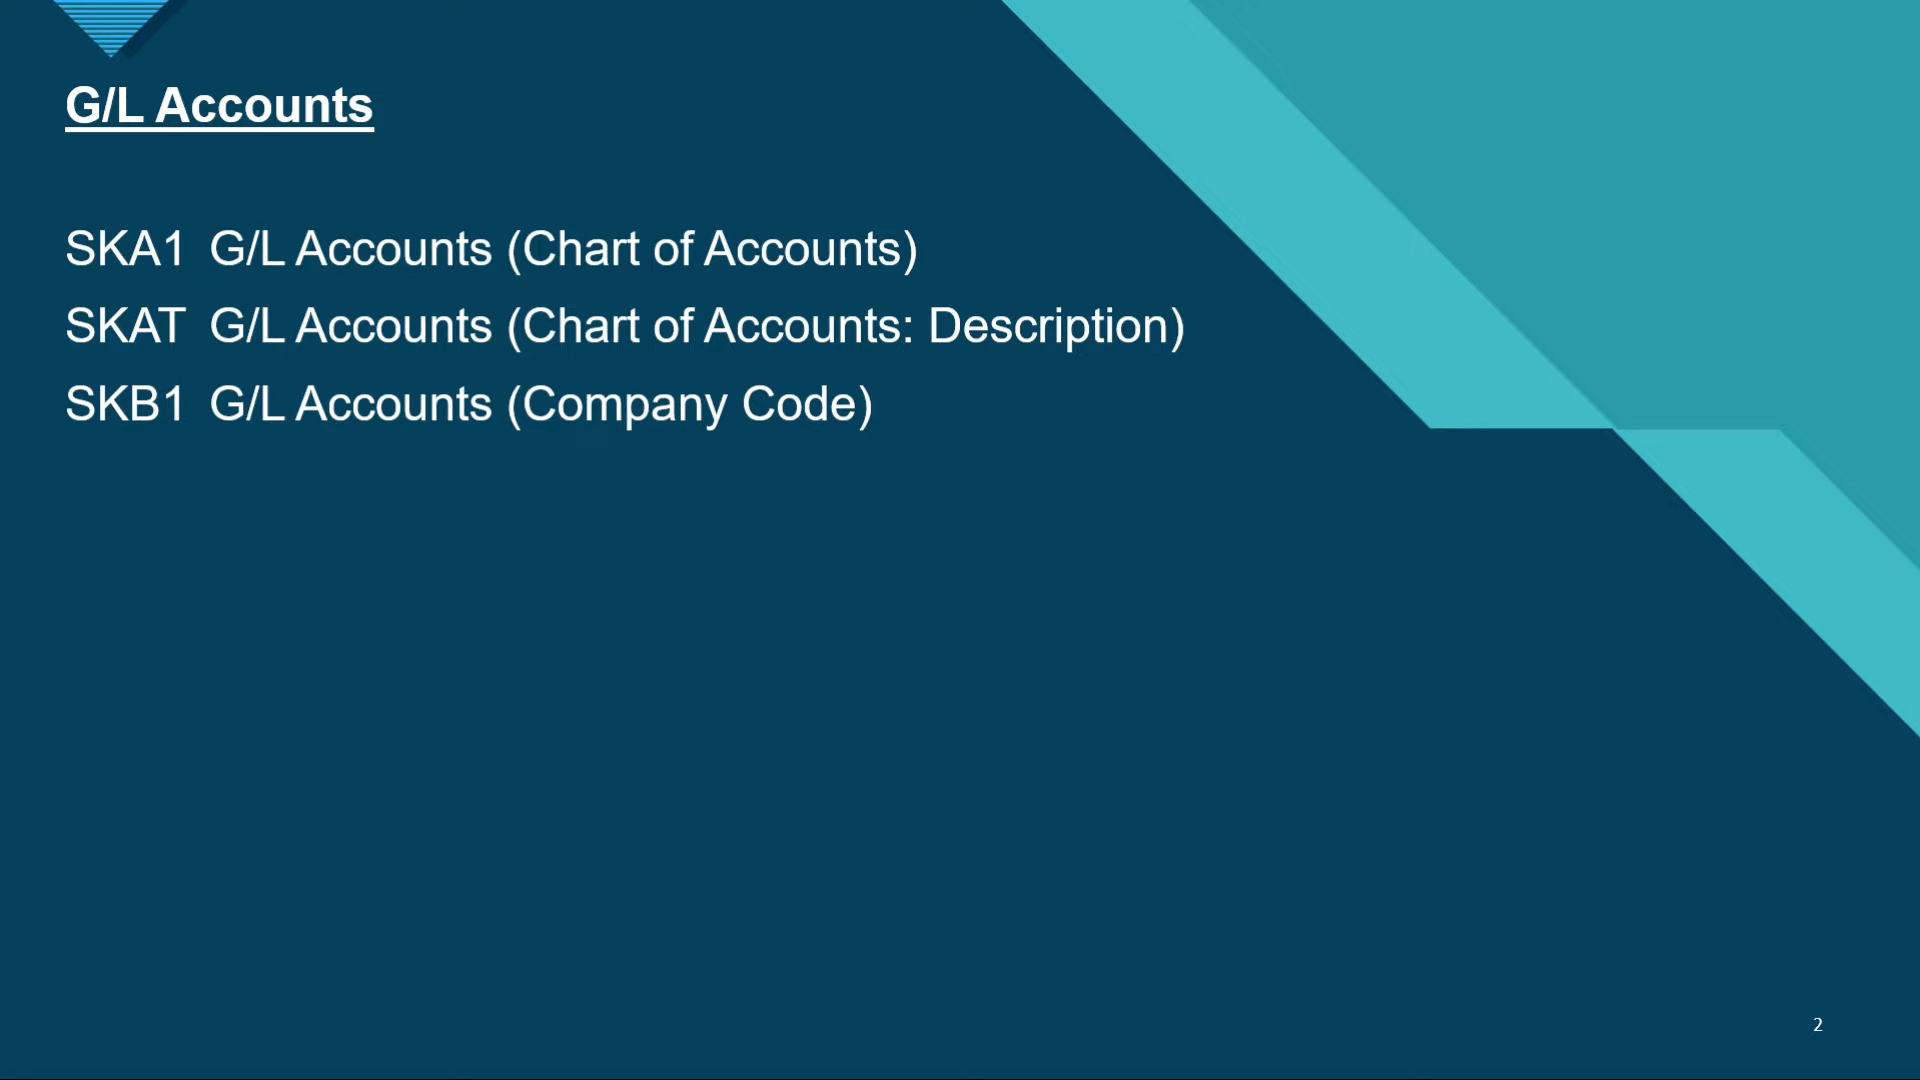 G/L Accounts
SKA1 G/L Accounts (Chart of Accounts)
SKAT G/L Accounts (Chart of Accounts: Description)
SKB1 G/L Accounts (Company Code)
2